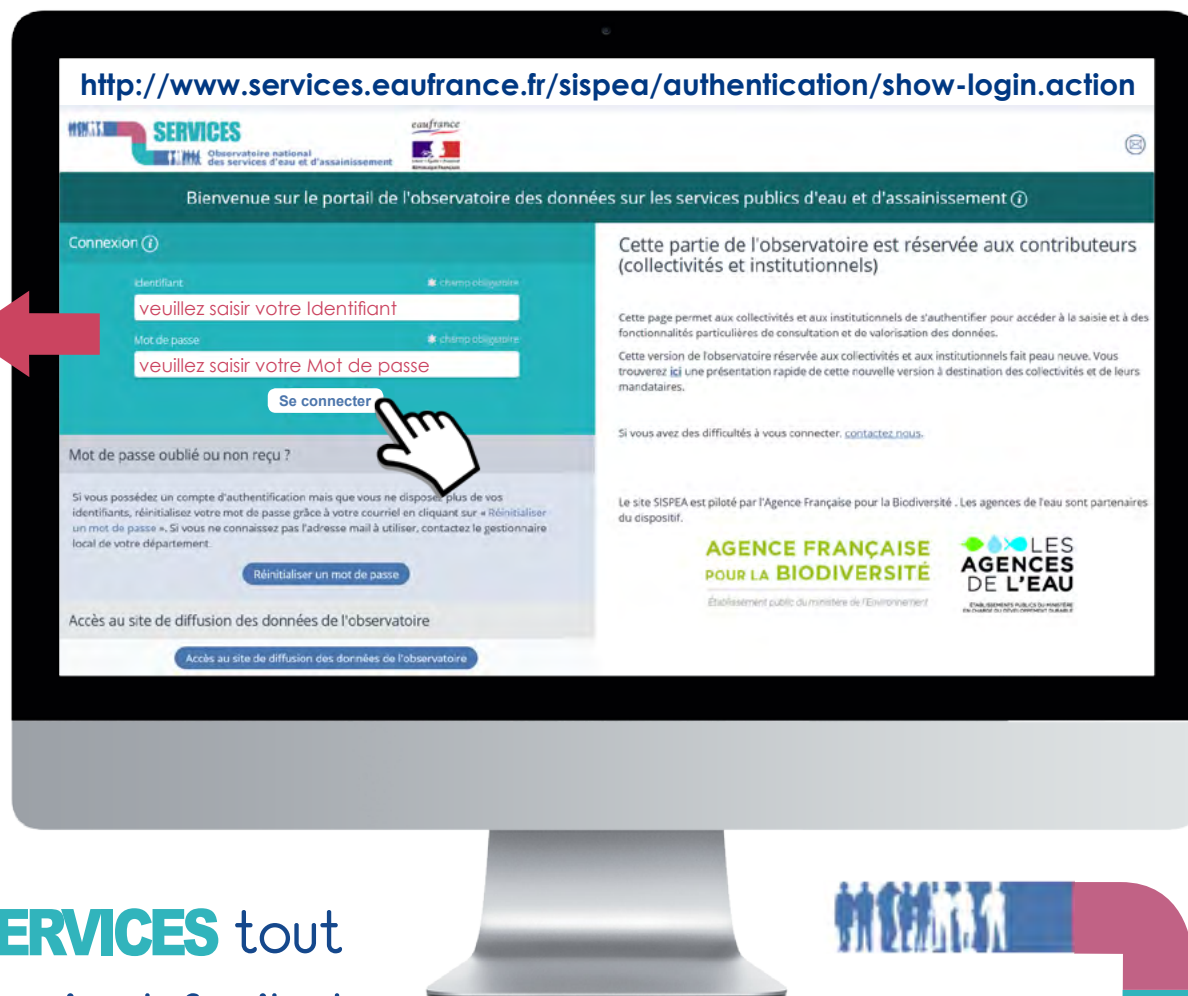 http://www.services.eaufrance.fr/sispea/authentication/show-login.action
SERVICES
Observatoire national
des services d'eau et d'assainissement
eaufrance
Bienvenue sur le portail de l'observatoire des données sur les services publics d'eau et d'assainissement
Connexion
Identifiant
champ obligatoire
veuillez saisir votre Identifiant
Mot de passe
champ obligatoire
veuillez saisir votre Mot de passe
Se connecter
Mot de passe oublié ou non reçu ?
Si vous possédez un compte d'authentification mais que vous ne disposez plus de vos
identifiants, réinitialisez votre mot de passe grâce à votre courriel en cliquant sur « Réinitialiser
un mot de passe ». Si vous ne connaissez pas l'adresse mail à utiliser, contactez le gestionnaire
local de votre département.
Réinitialiser un mot de passe
Accès au site de diffusion des données de l'observatoire
Accès au site de diffusion des données de l'observatoire
Cette partie de l'observatoire est réservée aux contributeurs
(collectivités et institutionnels)
Cette page permet aux collectivités et aux institutionnels de s'authentifier pour accéder à la saisie et à des
fonctionnalités particulières de consultation et de valorisation des données.
Cette version de l'observatoire réservée aux collectivités et aux institutionnels fait peau neuve. Vous
trouverez ici une présentation rapide de cette nouvelle version à destination des collectivités et de leurs
mandataires.
Si vous avez des difficultés à vous connecter, contactez nous.
Le site SISPEA est piloté par l'Agence Française pour la Biodiversité . Les agences de l'eau sont partenaires
du dispositif.
AGENCE FRANÇAISE
POUR LA BIODIVERSITÉ
Établissement public du ministère de l'Environnement
LES
AGENCES
DE L'EAU
ÉTABLISSEMENTS PUBLICS DU MINISTÈRE
EN CHARGE DU DÉVELOPPEMENT DURABLE
ERVICES tout